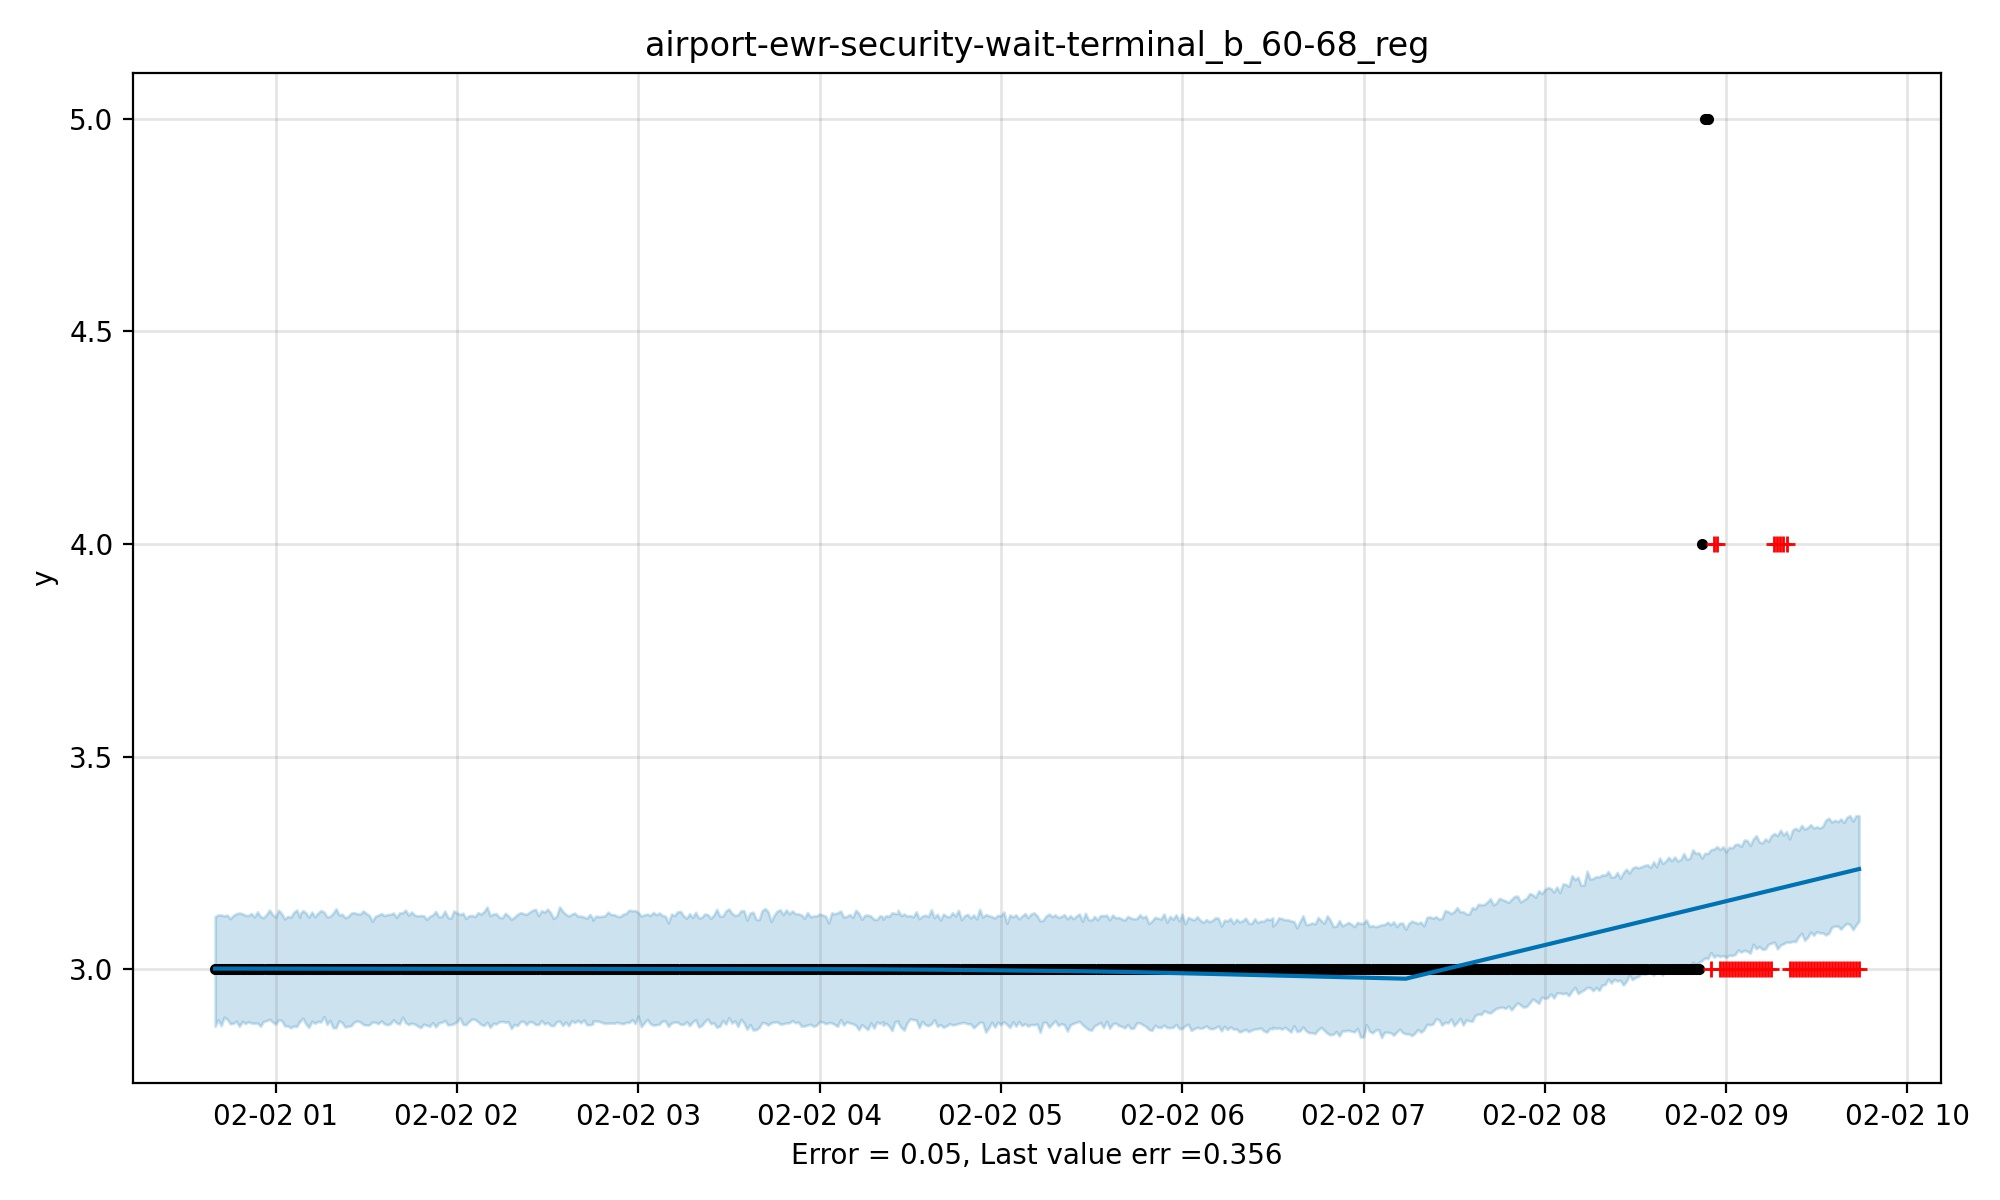 airport-ewr-security-wait-terminal_b_60-68_reg
5.0
4.5
4.0
3.5
3.0
y
02-02 01 02-02 02 02-02 03 02-02 04 02-02 05 02-02 06 02-02 07 02-02 08 02-02 09 02-02 10
Error = 0.05, Last value err =0.356